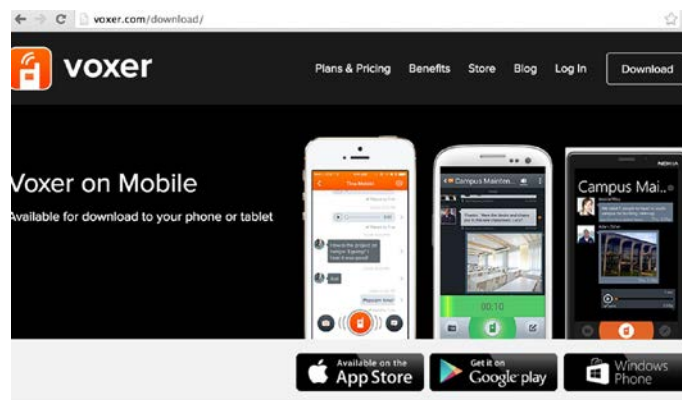 voxer.com/download/
voxer
Plans & Pricing Benefits Store Blog Log In Download
Voxer on Mobile
Available for download to your phone or tablet
NOKIA
Campus Mainten...
Campus Mai..
00:10
Available on the
App Store
Get it on
Google play
Windows
Phone